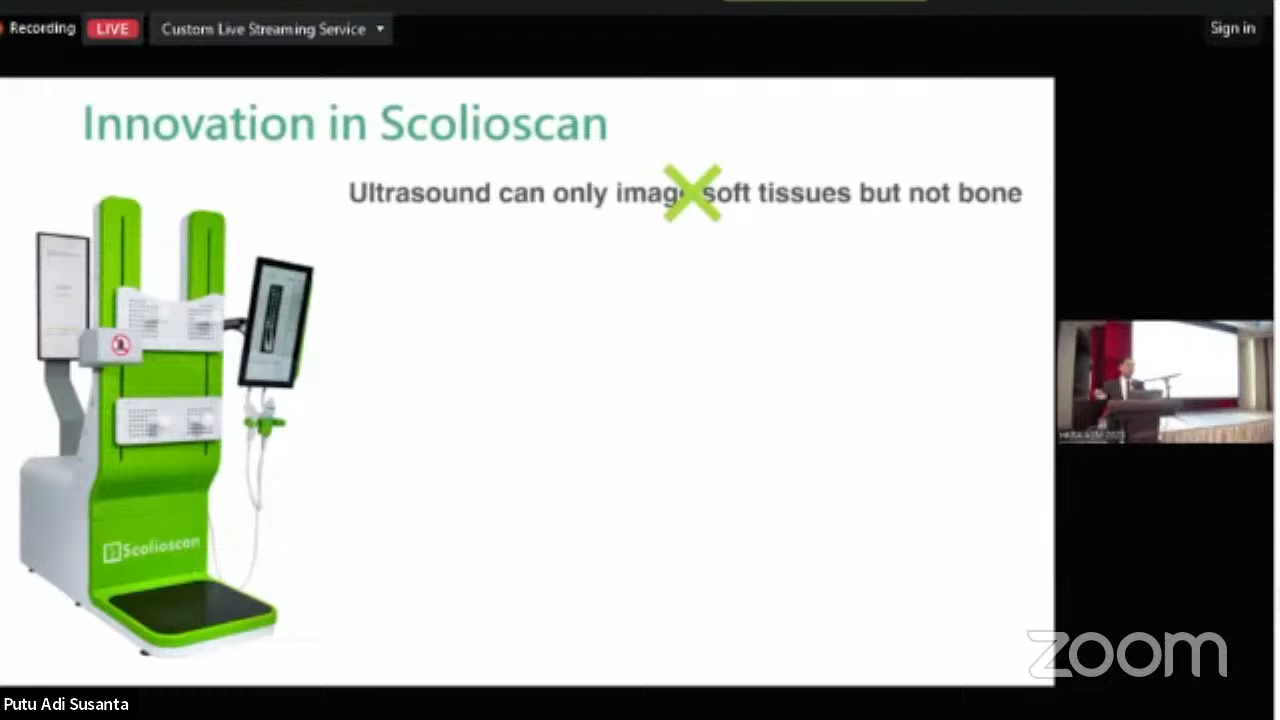 Recording
LIVE
Custom Live Streaming Service
Sign in
Innovation in Scolioscan
Ultrasound can only image soft tissues but not bone
Scolioscan
zoom
Putu Adi Susanta